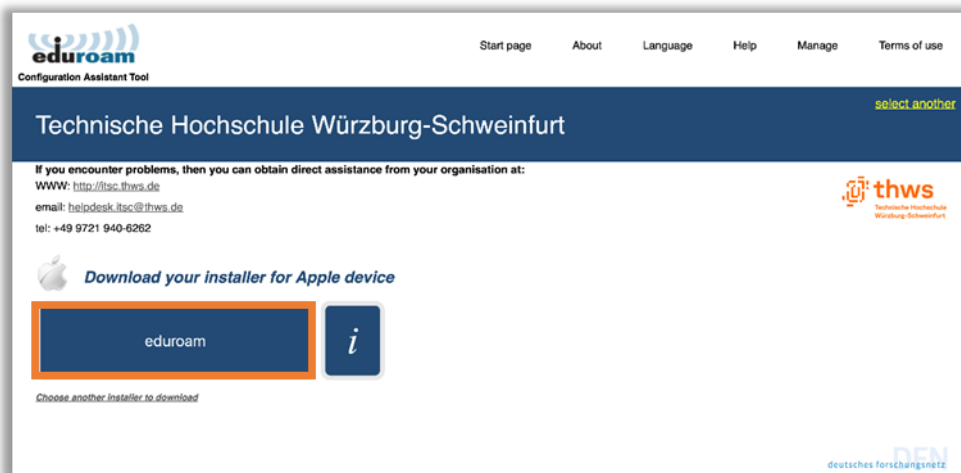 eduroam
Configuration Assistant Tool
Start page About Language Help Manage Terms of use
select another
Technische Hochschule Würzburg-Schweinfurt
If you encounter problems, then you can obtain direct assistance from your organisation at:
WWW: http://itsc.thws.de
email: helpdesk.itsc@thws.de
tel: +49 9721 940-6262
thws
Technische Hochschule
Würzburg-Schweinfurt
Download your installer for Apple device
eduroam i
Choose another installer to download
DFN
deutsches forschungsnetz